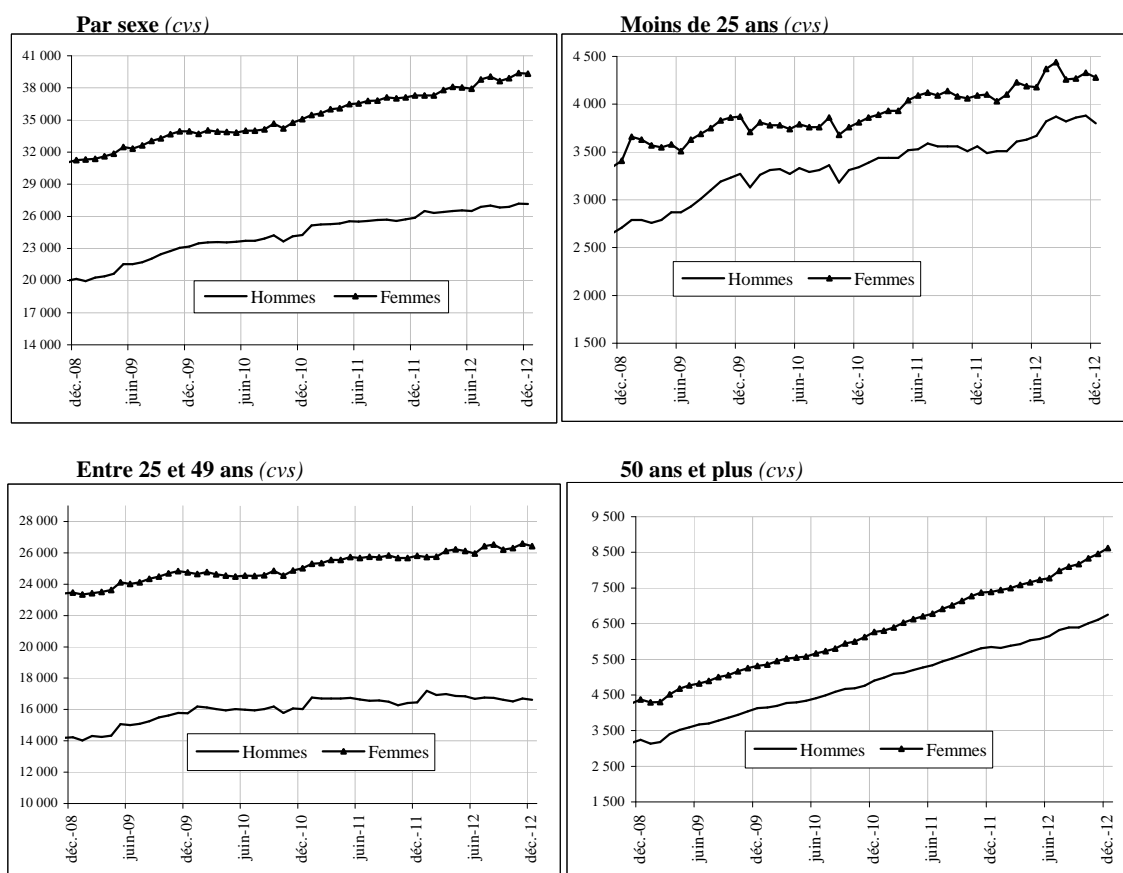 Par sexe (cvs)
41 000
38 000
35 000
32 000
29 000
26 000
23 000
20 000
17 000
14 000
Hommes
Femmes
déc.-08
juin-09
déc.-09
juin-10
déc.-10
juin-11
déc.-11
juin-12
déc.-12
Moins de 25 ans (cvs)
4 500
4 000
3 500
3 000
2 500
2 000
1 500
Hommes
Femmes
déc.-08
juin-09
déc.-09
juin-10
déc.-10
juin-11
déc.-11
juin-12
déc.-12
Entre 25 et 49 ans (cvs)
28 000
26 000
24 000
22 000
20 000
18 000
16 000
14 000
12 000
10 000
Hommes
Femmes
déc.-08
juin-09
déc.-09
juin-10
déc.-10
juin-11
déc.-11
juin-12
déc.-12
50 ans et plus (cvs)
9 500
8 500
7 500
6 500
5 500
4 500
3 500
2 500
1 500
Hommes
Femmes
déc.-08
juin-09
déc.-09
juin-10
déc.-10
juin-11
déc.-11
juin-12
déc.-12